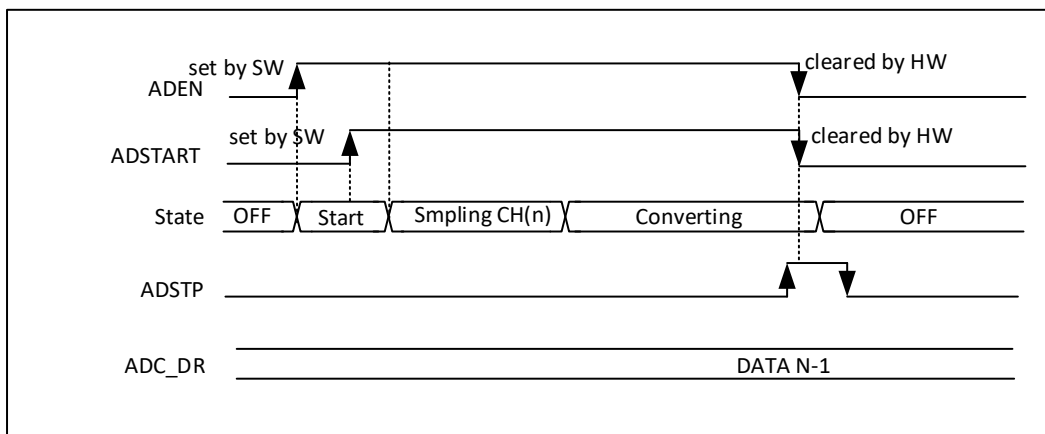 set by SW
cleared by HW
ADEN
set by SW
cleared by HW
ADSTART
State OFF Start Smpling CH(n) Converting OFF
ADSTP
ADC_DR DATA N-1